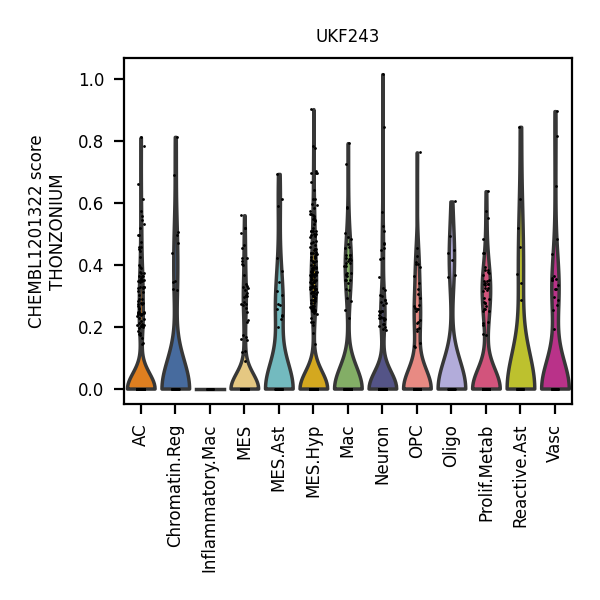 UKF243
CHEMBL1201322 score
THONZONIUM
1.0
0.8
0.6
0.4
0.2
0.0
AC
Chromatin.Reg
Inflammatory.Mac
MES
MES.Ast
MES.Hyp
Mac
Neuron
OPC
Oligo
Prolif.Metab
Reactive.Ast
Vasc